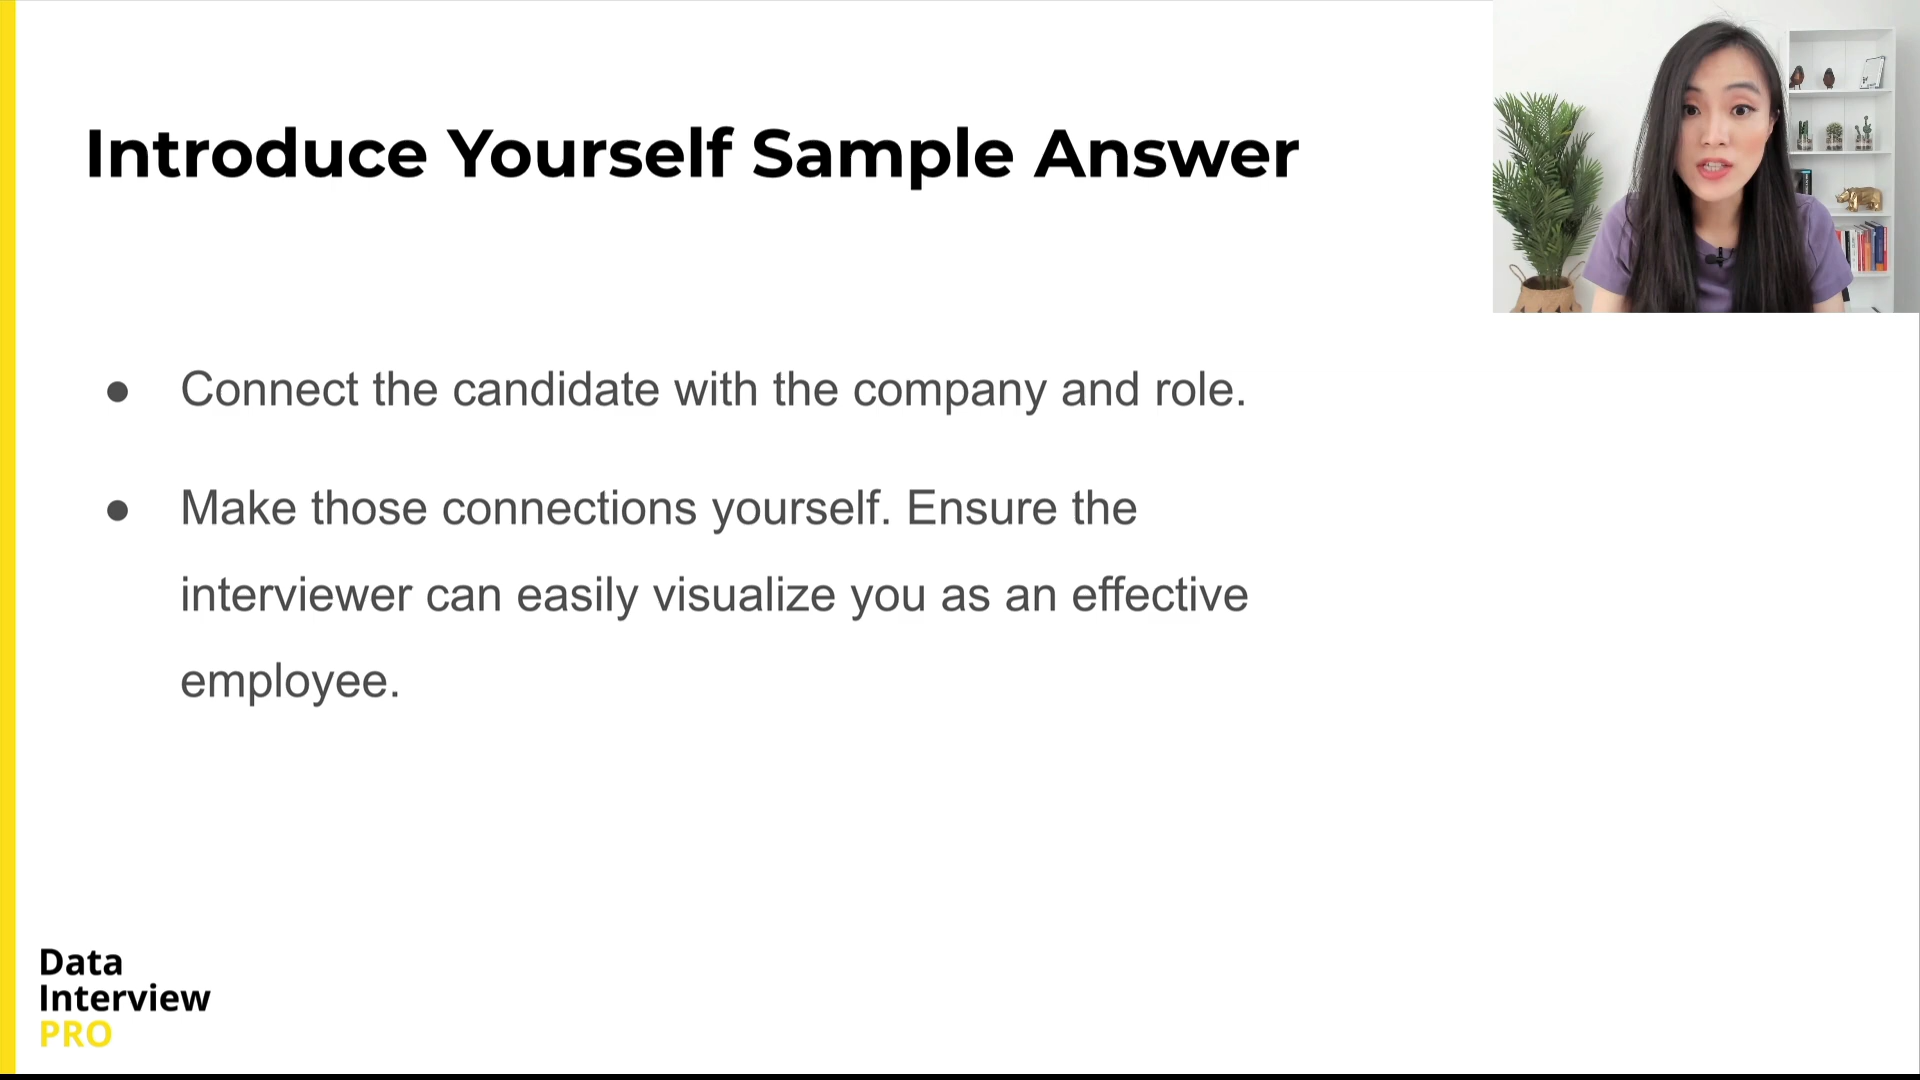 Introduce Yourself Sample Answer
● Connect the candidate with the company and role.
● Make those connections yourself. Ensure the
interviewer can easily visualize you as an effective
employee.
Data
Interview
PRO